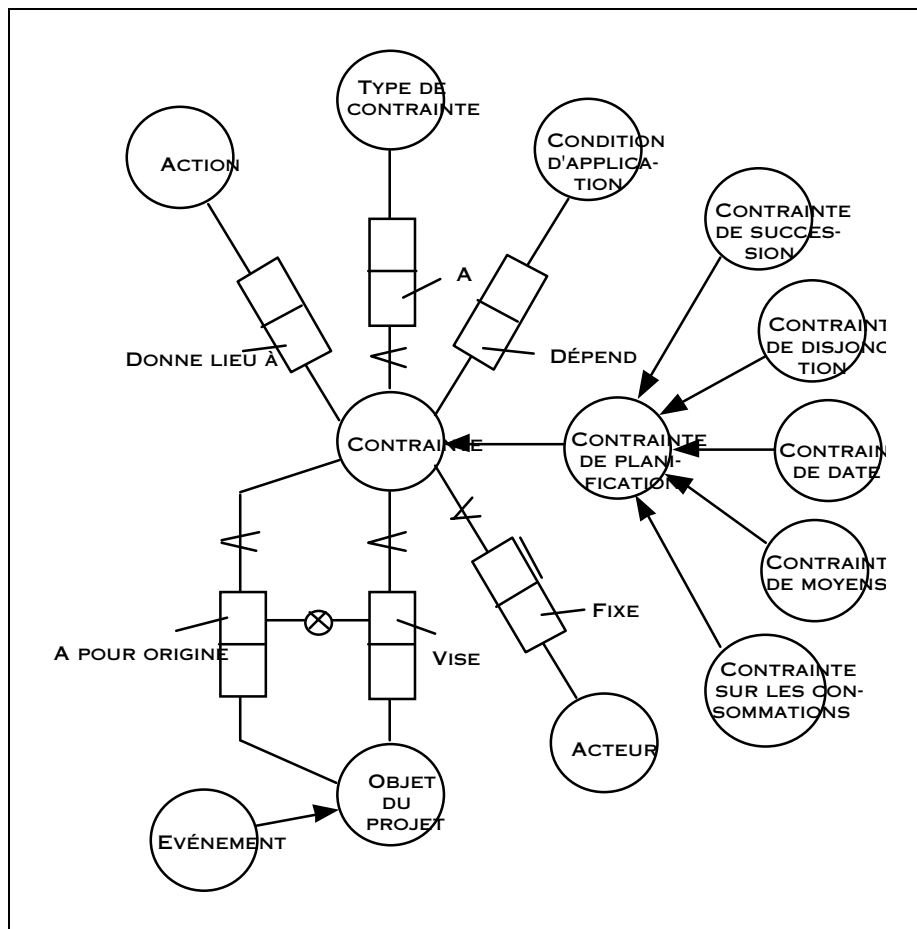 TYPE DE
CONTRAINTE
ACTION
CONDITION
D'APPLICA-
TION
CONTRAINTE
DE SUCCES-
SION
A
CONTRAINT
DE DISJONC
TION
DONNE LIEU À
DÉPEND
CONTRAINTE
CONTRAINTE
DE PLANI-
FICATION
CONTRAIN
DE DATE
CONTRAINT
DE MOYENS
FIXE
A POUR ORIGINE
VISE
CONTRAINTE
SUR LES CON-
SOMMATIONS
ACTEUR
OBJET
DU
PROJET
EVÉNEMENT